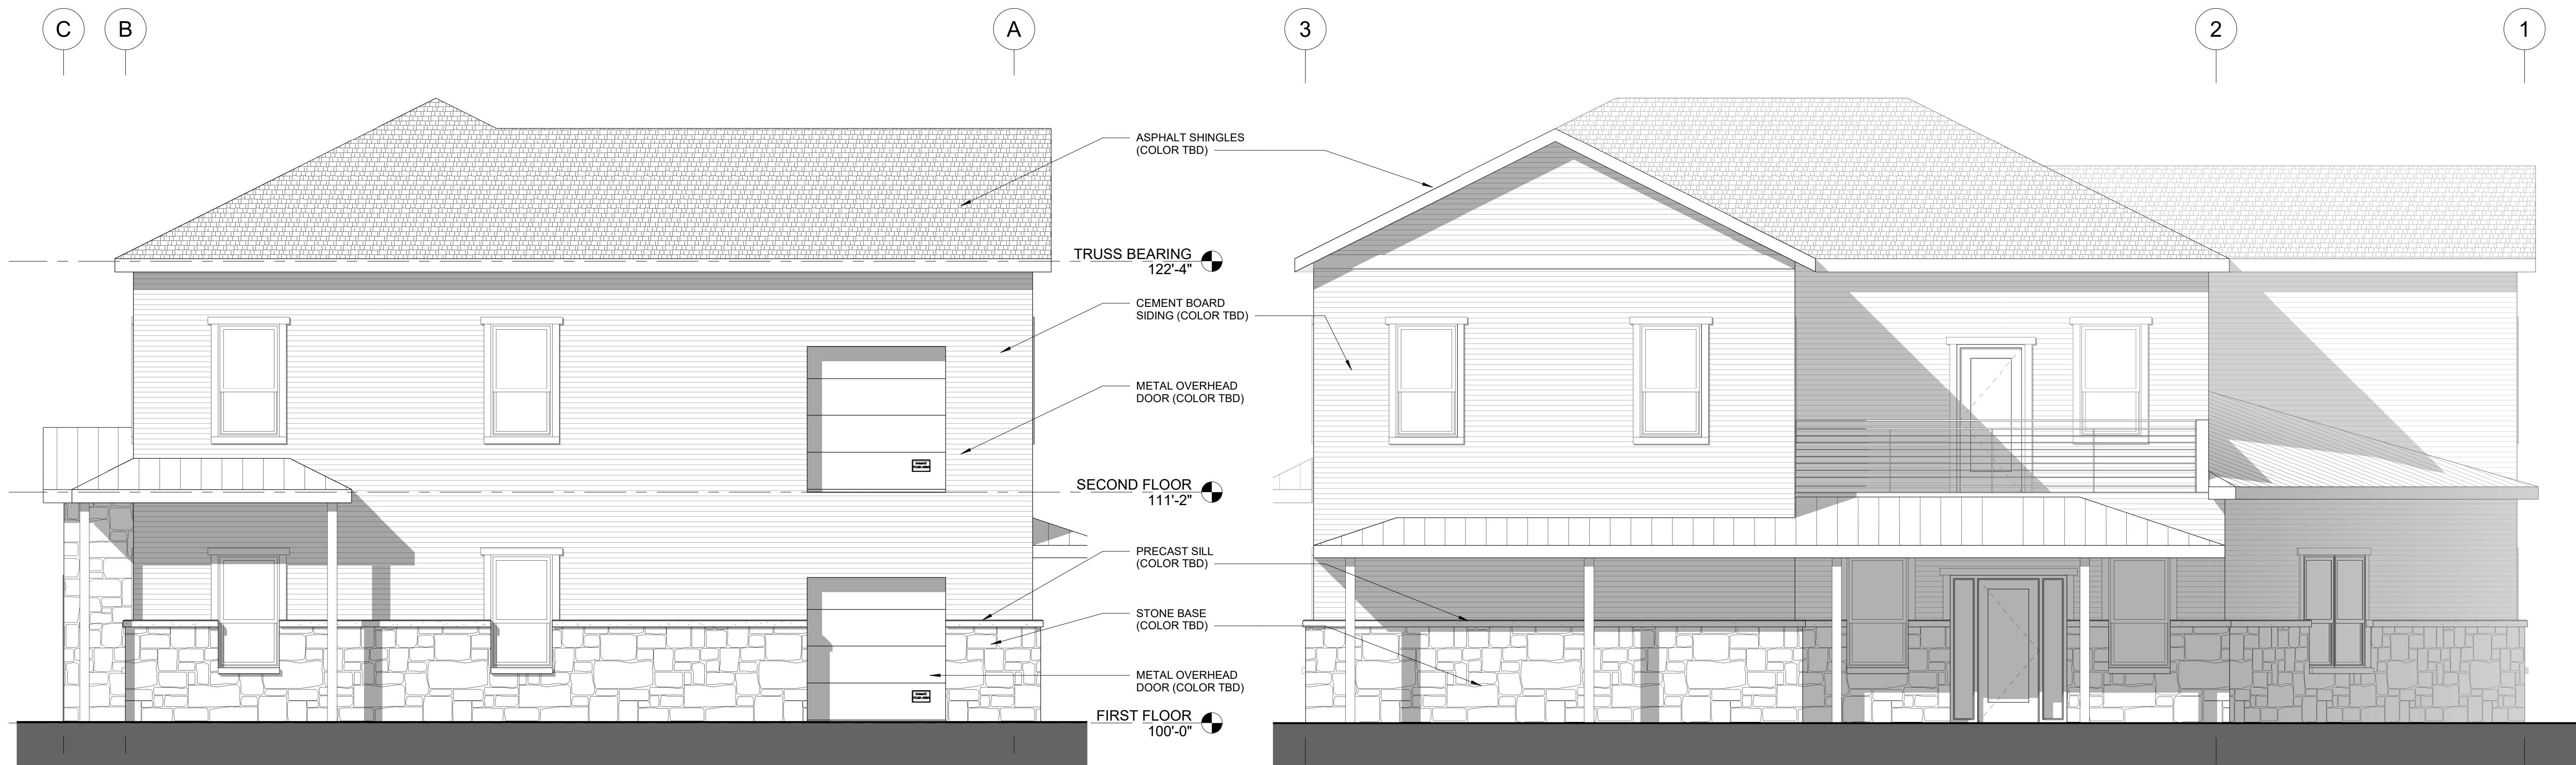 C
B
A
3
2
1
ASPHALT SHINGLES
(COLOR TBD)
TRUSS BEARING
122'-4"
CEMENT BOARD
SIDING (COLOR TBD)
METAL OVERHEAD
DOOR (COLOR TBD)
SECOND FLOOR
111'-2"
PRECAST SILL
(COLOR TBD)
STONE BASE
(COLOR TBD)
METAL OVERHEAD
DOOR (COLOR TBD)
FIRST FLOOR
100'-0"